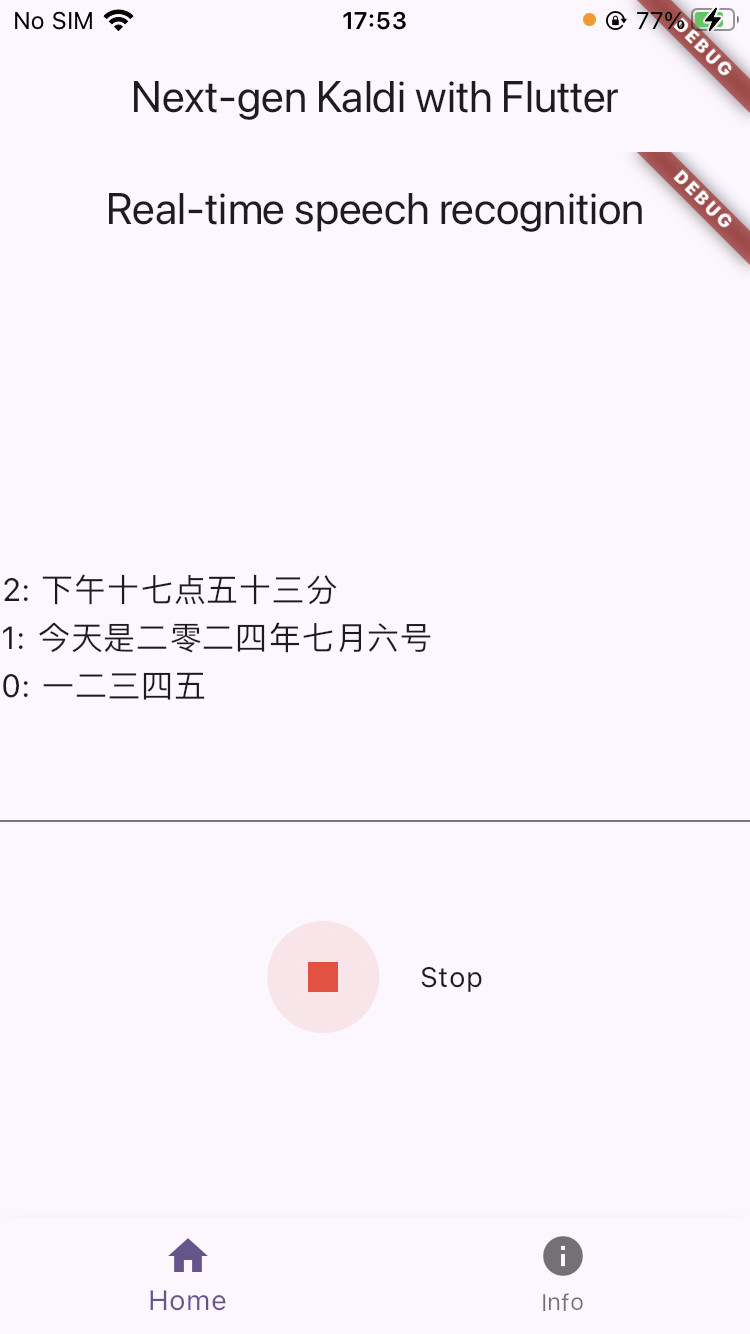 No SIM 17:53 77%
DEBUG
Next-gen Kaldi with Flutter
DEBUG
Real-time speech recognition
2: 下午十七点五十三分
1: 今天是二零二四年七月六号
0: 一二三四五
Stop
Home Info